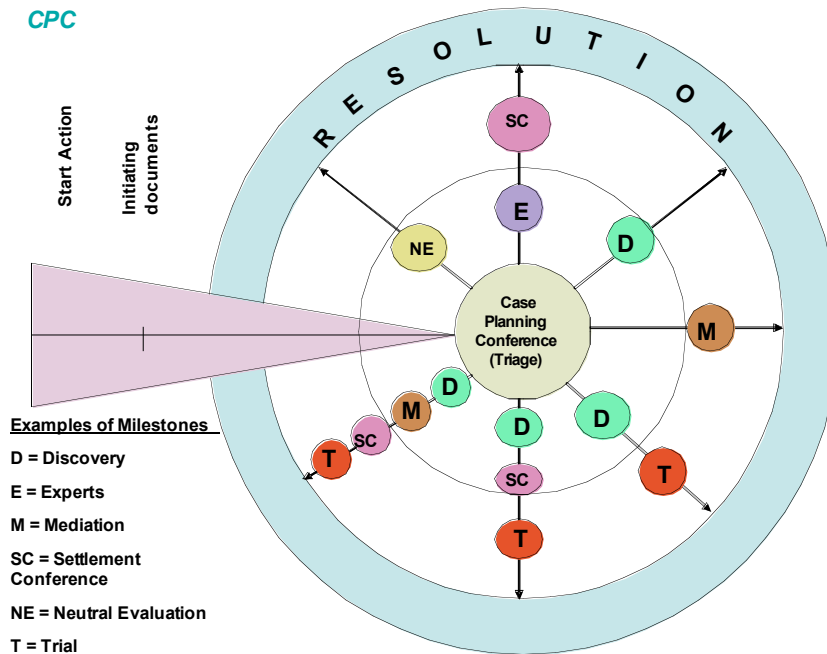 CPC
RESOLUTION
Start Action
Initiating
documents
SC
E
D
NE
M
Case
Planning
Conference
(Triage)
D
M
SC
T
D
SC
T
D
T
Examples of Milestones
D = Discovery
E = Experts
M = Mediation
SC = Settlement
Conference
NE = Neutral Evaluation
T = Trial